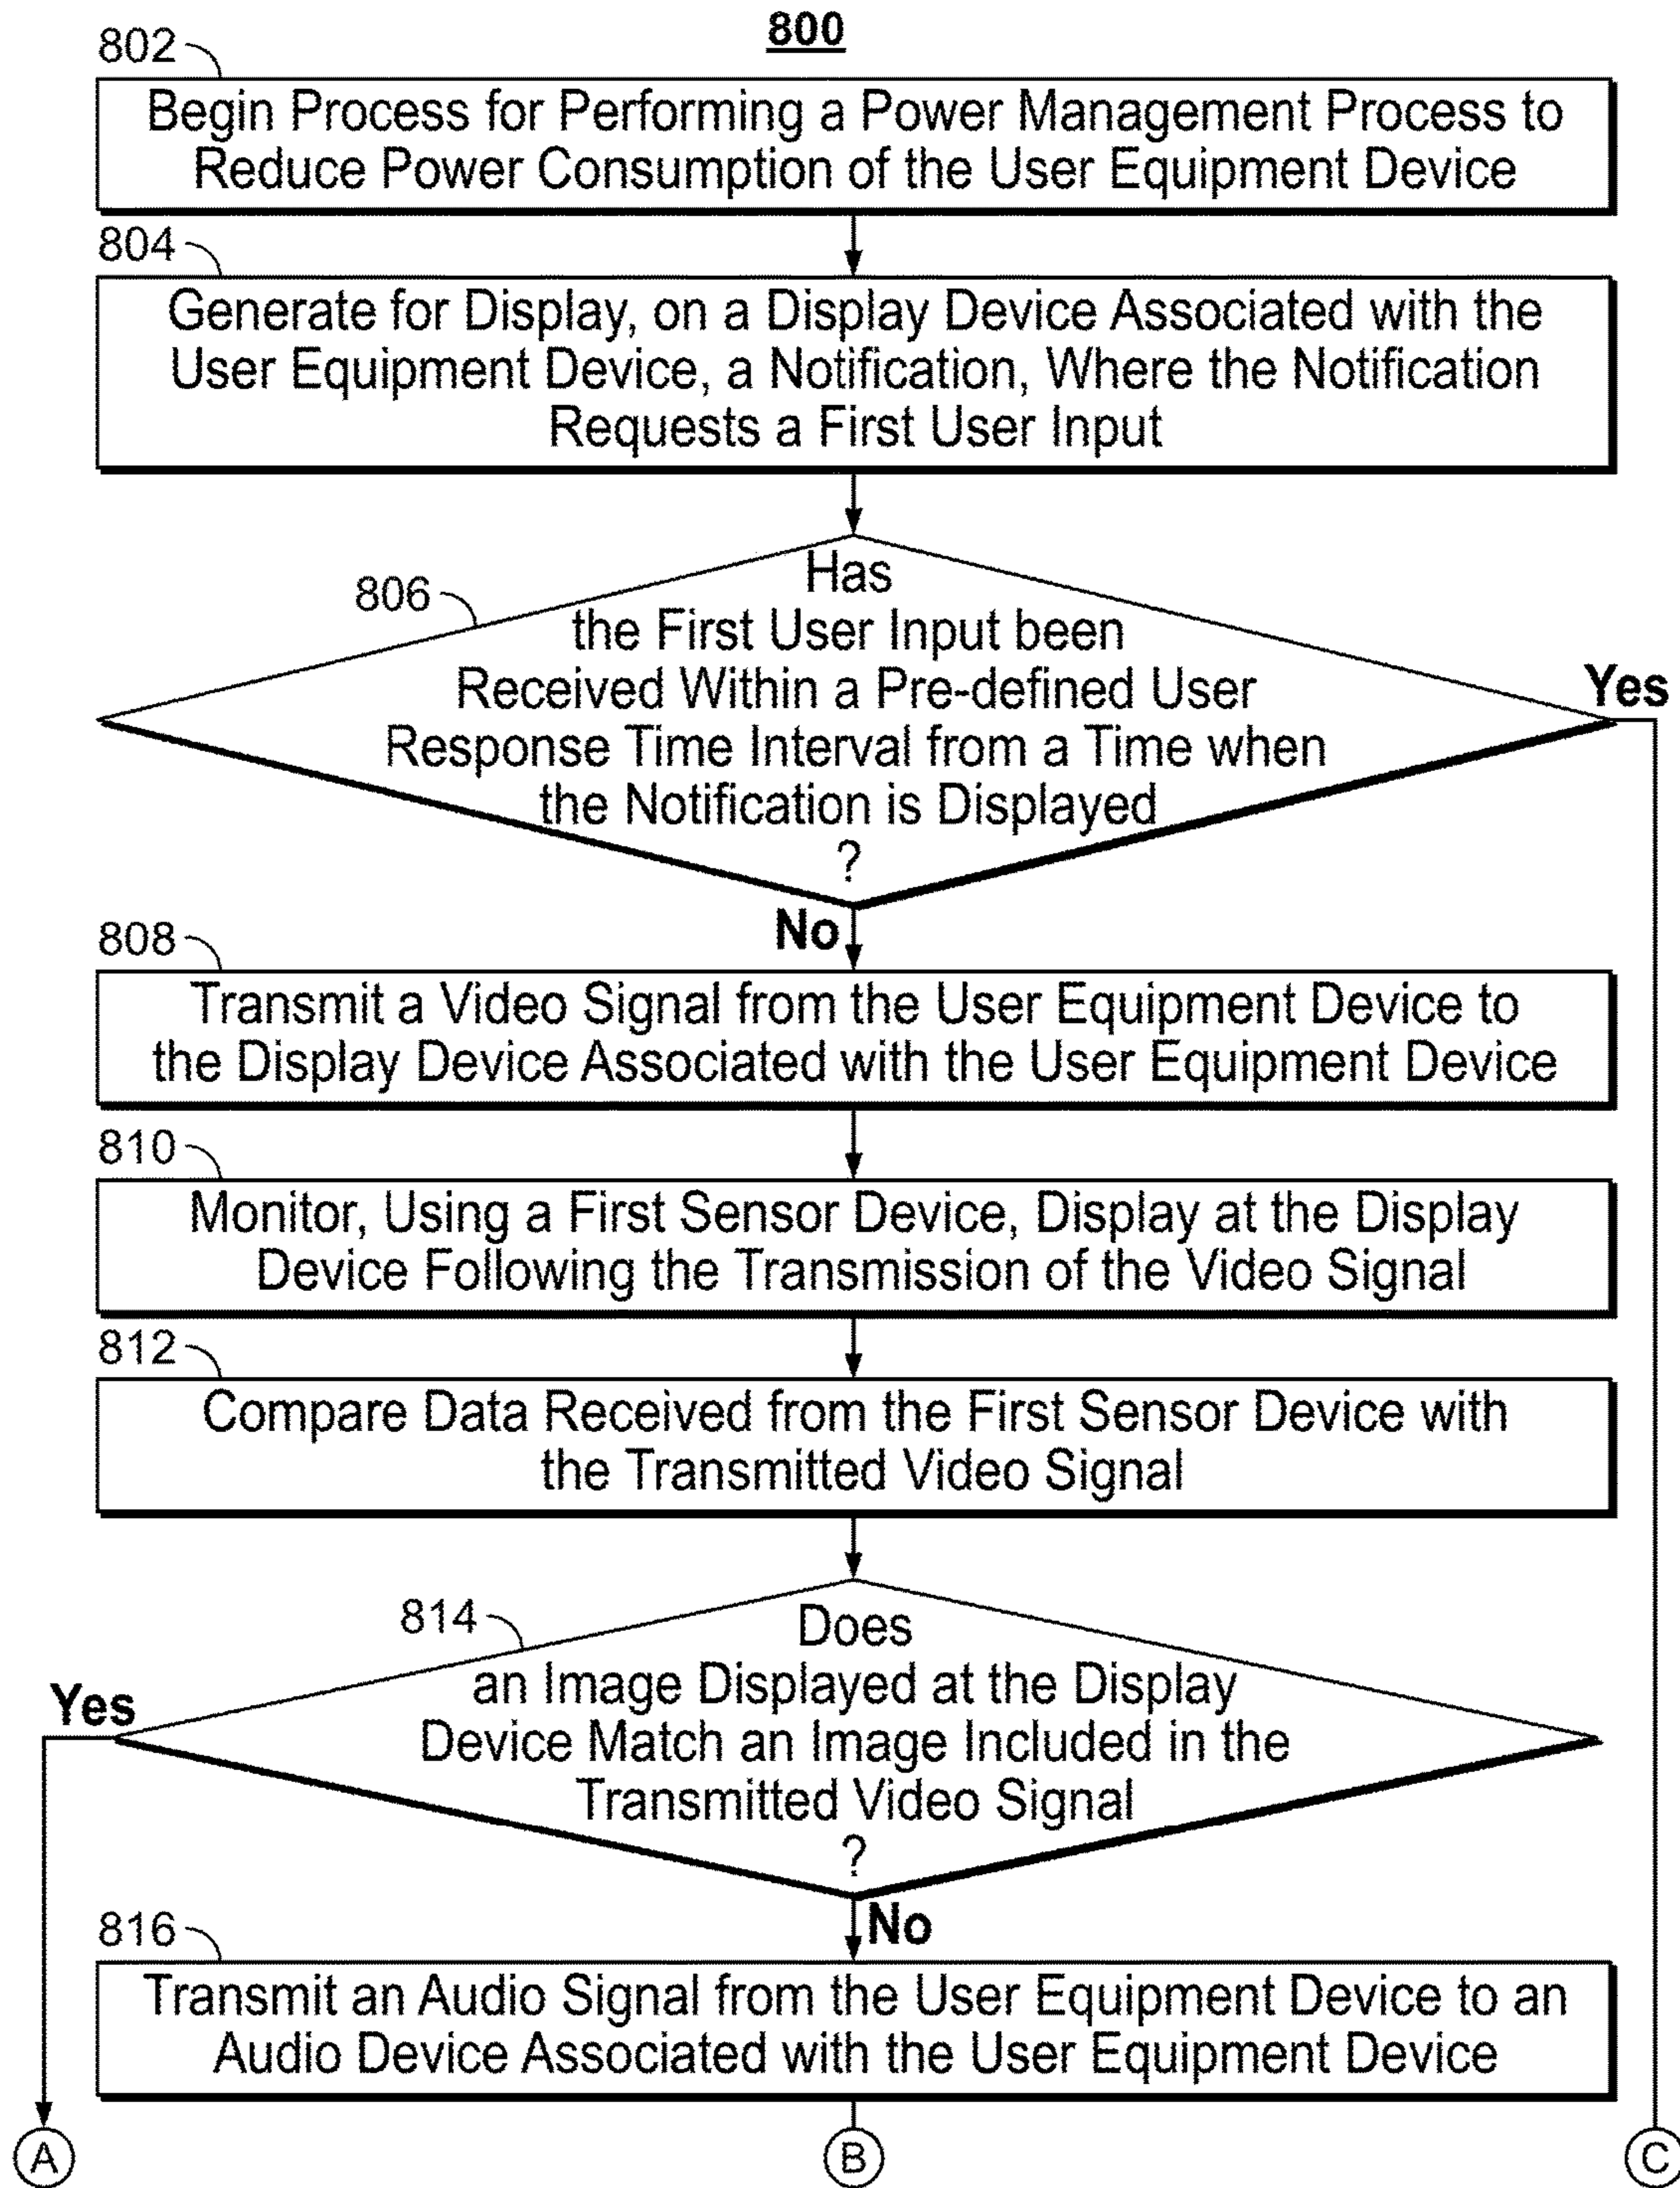 800
802
Begin Process for Performing a Power Management Process to
Reduce Power Consumption of the User Equipment Device
804
Generate for Display, on a Display Device Associated with the
User Equipment Device, a Notification, Where the Notification
Requests a First User Input
806
Has
the First User Input been
Received Within a Pre-defined User
Response Time Interval from a Time when
the Notification is Displayed
?
Yes
No
808
Transmit a Video Signal from the User Equipment Device to
the Display Device Associated with the User Equipment Device
810
Monitor, Using a First Sensor Device, Display at the Display
Device Following the Transmission of the Video Signal
812
Compare Data Received from the First Sensor Device with
the Transmitted Video Signal
814
Does
an Image Displayed at the Display
Device Match an Image Included in the
Transmitted Video Signal
?
Yes
No
816
Transmit an Audio Signal from the User Equipment Device to an
Audio Device Associated with the User Equipment Device
A
B
C